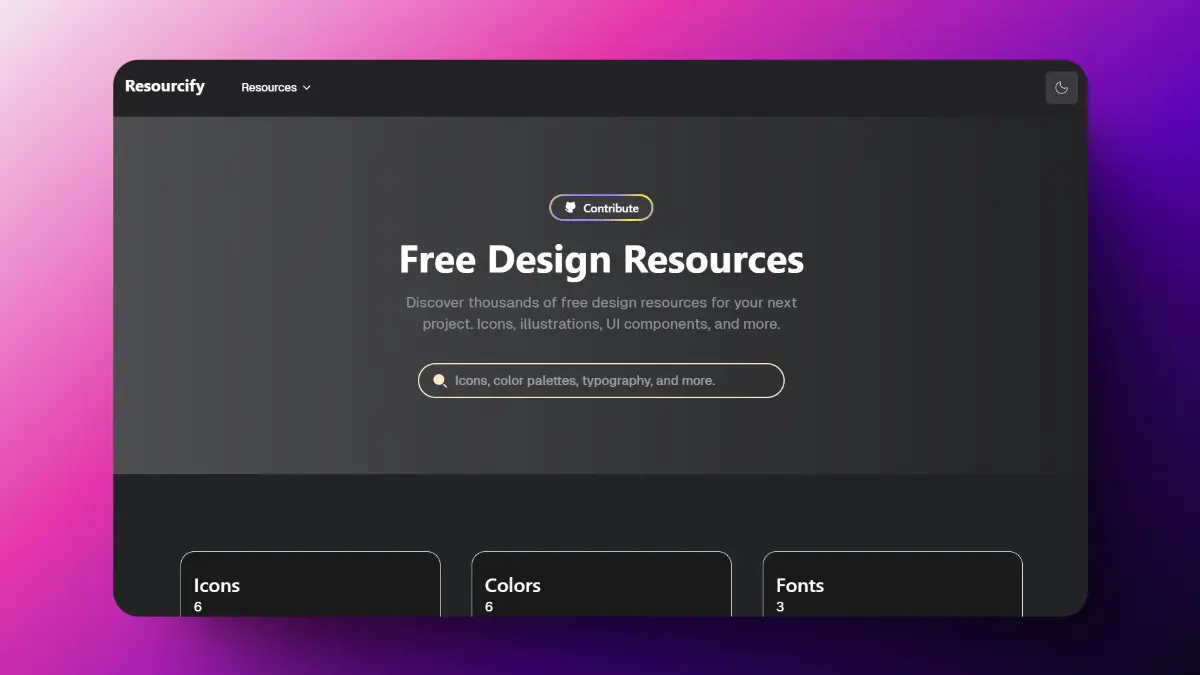 Resourcify
Resources
Contribute
Free Design Resources
Discover thousands of free design resources for your next
project. Icons, illustrations, UI components, and more.
Icons, color palettes, typography, and more.
Icons
6
Colors
6
Fonts
3